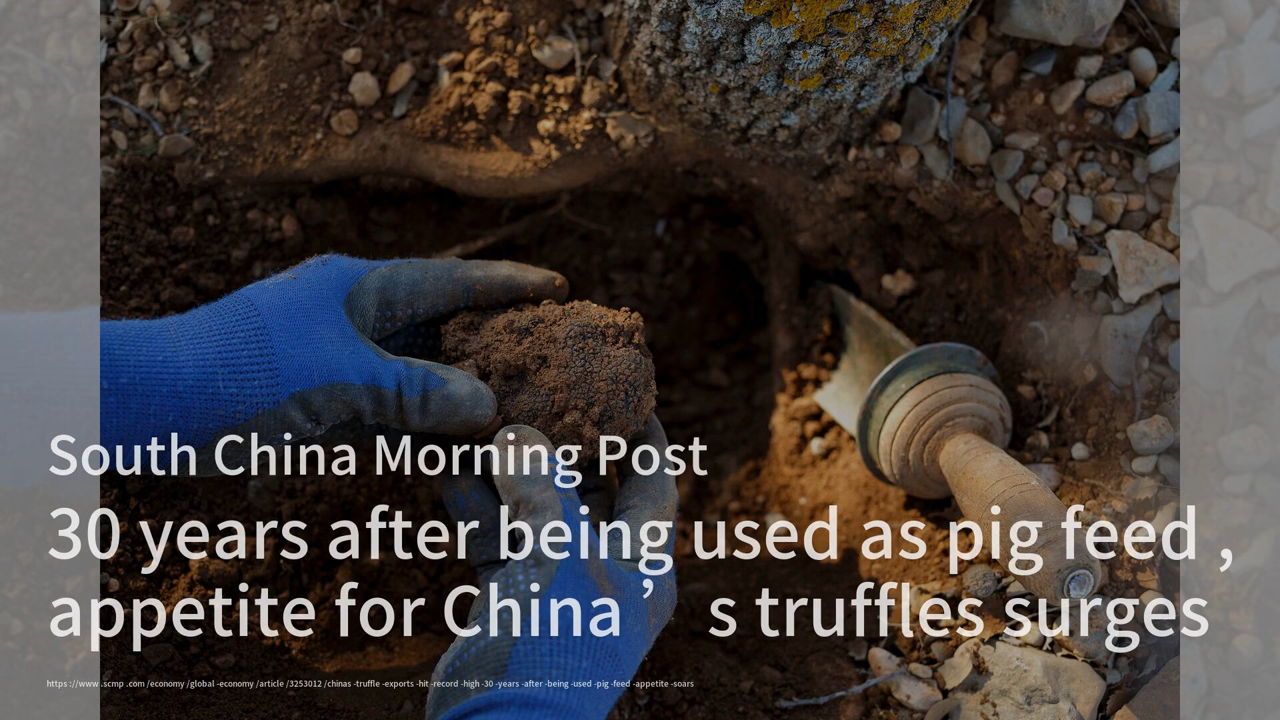 South China Morning Post
30 years after being used as pig feed ,
appetite for China ’ s truffles surges
https ://www .scmp .com /economy /global -economy /article /3253012 /chinas -truffle -exports -hit -record -high -30 -years -after -being -used -pig -feed -appetite -soars